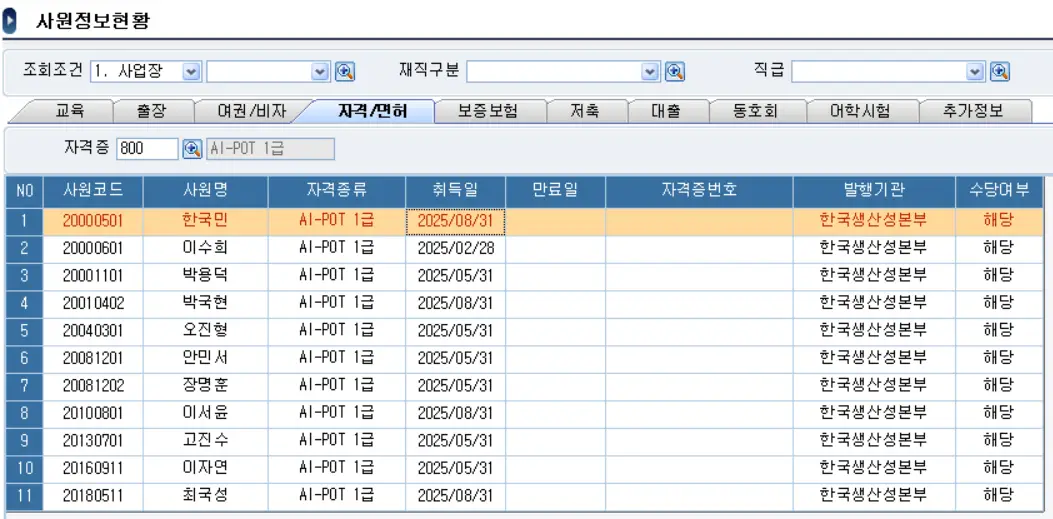 사원정보현황
조회조건 1. 사업장 재직구분 직급
교육 출장 여권/비자 자격/면허 보증보험 저축 대출 동호회 어학시험 추가정보
자격증 800 AI-POT 1급
NO 사원코드 사원명 자격증류 취득일 만료일 자격증번호 발행기관 수당여부
1 20000501 한국민 AI-POT 1급 2025/08/31 한국생산성본부 해당
2 20000601 이수희 AI-POT 1급 2025/02/28 한국생산성본부 해당
3 20001101 박용덕 AI-POT 1급 2025/05/31 한국생산성본부 해당
4 20010402 박국현 AI-POT 1급 2025/08/31 한국생산성본부 해당
5 20040301 오진형 AI-POT 1급 2025/05/31 한국생산성본부 해당
6 20081201 안민서 AI-POT 1급 2025/05/31 한국생산성본부 해당
7 20081202 장명훈 AI-POT 1급 2025/05/31 한국생산성본부 해당
8 20100801 이서윤 AI-POT 1급 2025/08/31 한국생산성본부 해당
9 20130701 고진수 AI-POT 1급 2025/05/31 한국생산성본부 해당
10 20160911 이자연 AI-POT 1급 2025/05/31 한국생산성본부 해당
11 20180511 최국성 AI-POT 1급 2025/08/31 한국생산성본부 해당